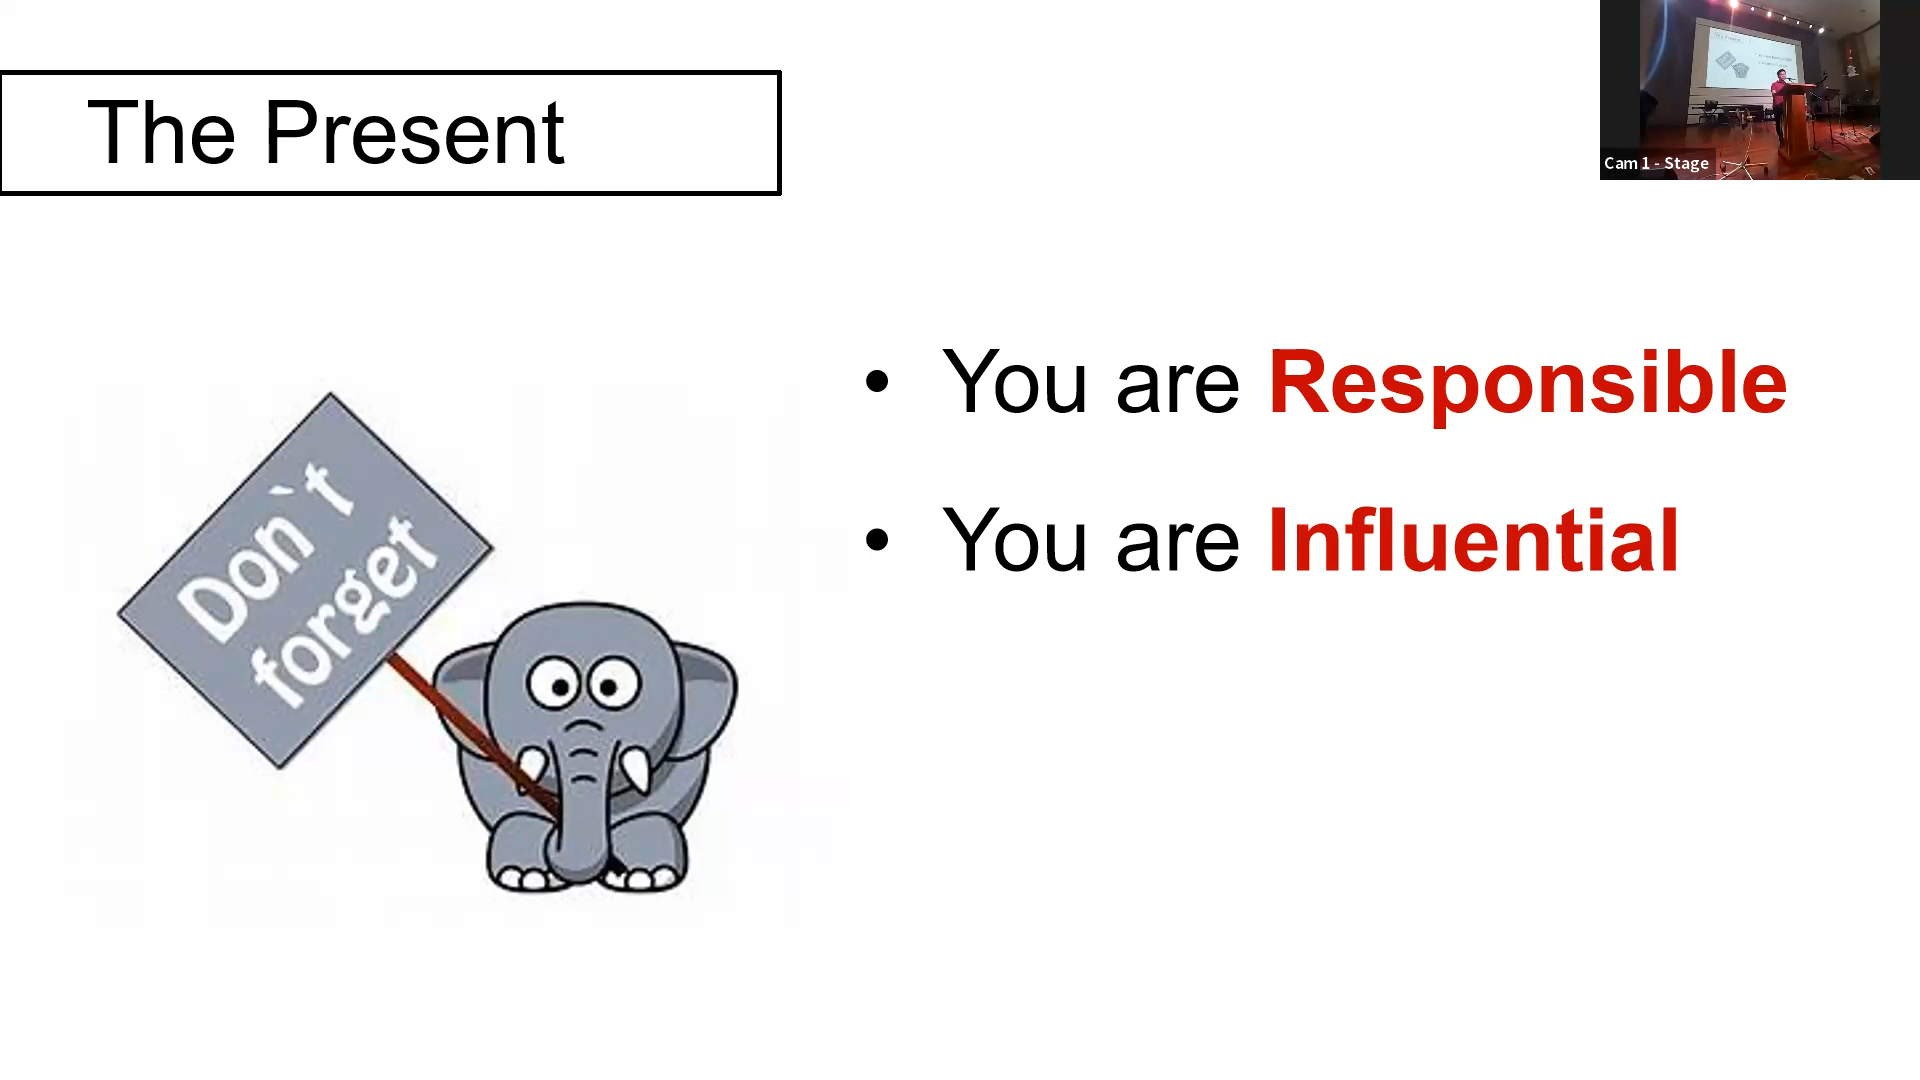 The Present
Cam 1 - Stage
• You are Responsible
• You are Influential
Don`t
forget